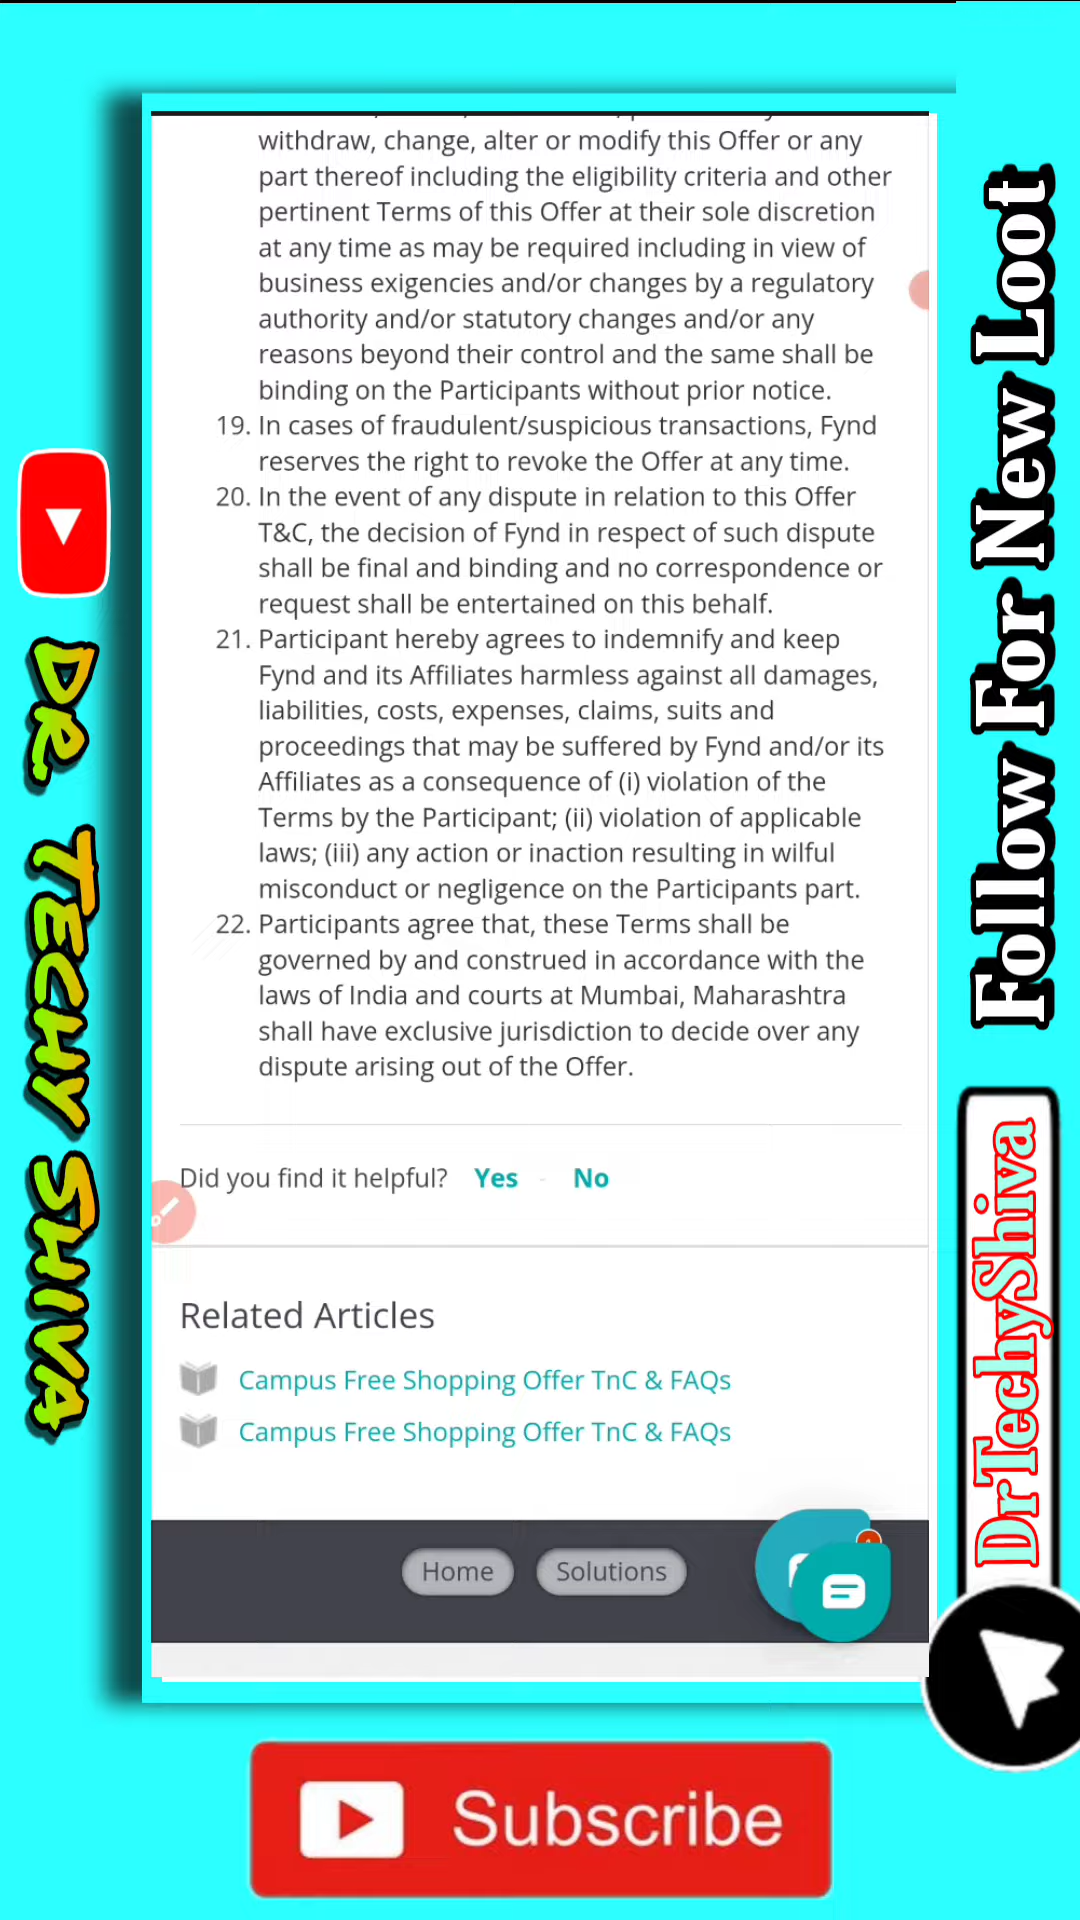 withdraw, change, alter or modify this Offer or any
part thereof including the eligibility criteria and other
pertinent Terms of this Offer at their sole discretion
at any time as may be required including in view of
business exigencies and/or changes by a regulatory
authority and/or statutory changes and/or any
reasons beyond their control and the same shall be
binding on the Participants without prior notice.
19. In cases of fraudulent/suspicious transactions, Fynd
reserves the right to revoke the Offer at any time.
20. In the event of any dispute in relation to this Offer
T&C, the decision of Fynd in respect of such dispute
shall be final and binding and no correspondence or
request shall be entertained on this behalf.
21. Participant hereby agrees to indemnify and keep
Fynd and its Affiliates harmless against all damages,
liabilities, costs, expenses, claims, suits and
proceedings that may be suffered by Fynd and/or its
Affiliates as a consequence of (i) violation of the
Terms by the Participant; (ii) violation of applicable
laws; (iii) any action or inaction resulting in wilful
misconduct or negligence on the Participants part.
22. Participants agree that, these Terms shall be
governed by and construed in accordance with the
laws of India and courts at Mumbai, Maharashtra
shall have exclusive jurisdiction to decide over any
dispute arising out of the Offer.
Did you find it helpful? Yes - No
Related Articles
Campus Free Shopping Offer TnC & FAQs
Campus Free Shopping Offer TnC & FAQs
Home Solutions
DR TECHY SHIVA
Follow For New Loot
DrTechyShiva
Subscribe